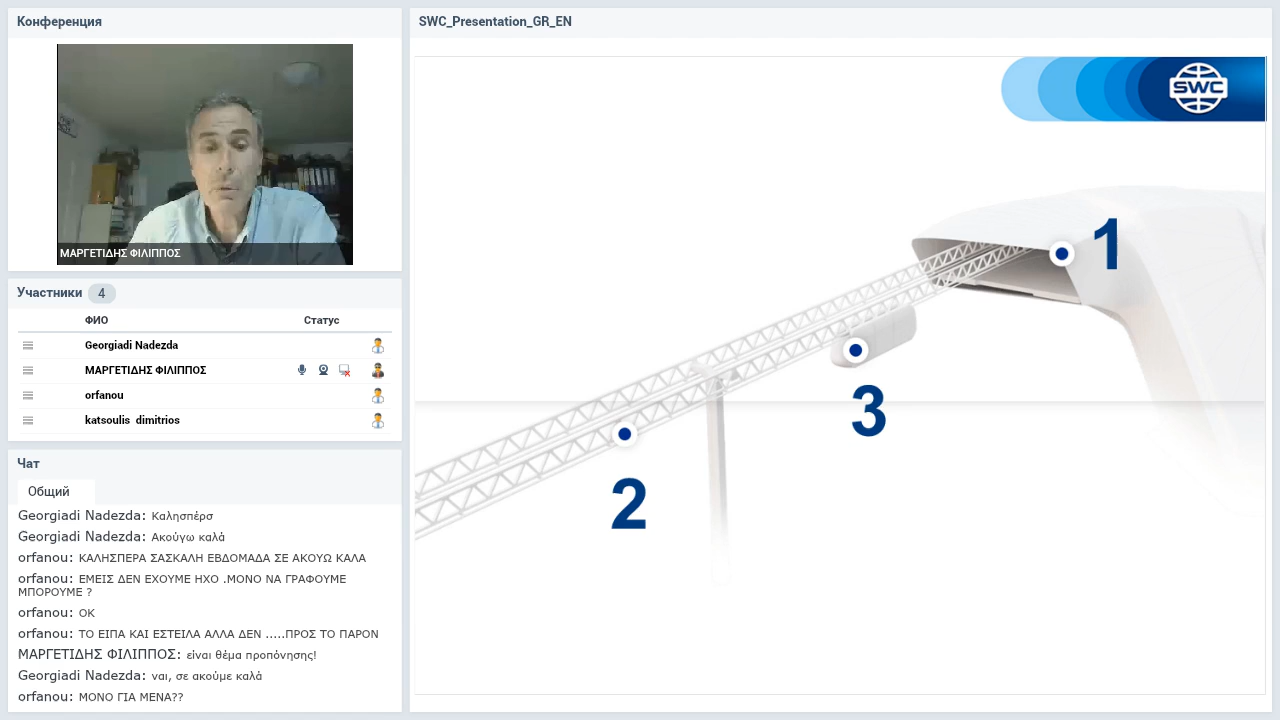 Конференция
ΜΑΡΓΕΤΙΔΗΣ ΦΙΛΙΠΠΟΣ
Участники 4
ФИО Статус
Georgiadi Nadezda
ΜΑΡΓΕΤΙΔΗΣ ΦΙΛΙΠΠΟΣ
orfanou
katsoulis dimitrios
Чат
Общий
Georgiadi Nadezda: Καλησπέρσ
Georgiadi Nadezda: Ακούγω καλά
orfanou: ΚΑΛΗΣΠΕΡΑ ΣΑΣΚΑΛΗ ΕΒΔΟΜΑΔΑ ΣΕ ΑΚΟΥΩ ΚΑΛΑ
orfanou: ΕΜΕΙΣ ΔΕΝ ΕΧΟΥΜΕ ΗΧΟ .ΜΟΝΟ ΝΑ ΓΡΑΦΟΥΜΕ
ΜΠΟΡΟΥΜΕ ?
orfanou: ΟΚ
orfanou: ΤΟ ΕΙΠΑ ΚΑΙ ΕΣΤΕΙΛΑ ΑΛΛΑ ΔΕΝ .....ΠΡΟΣ ΤΟ ΠΑΡΟΝ
ΜΑΡΓΕΤΙΔΗΣ ΦΙΛΙΠΠΟΣ: είναι θέμα προπόνησης!
Georgiadi Nadezda: ναι, σε ακούμε καλά
orfanou: ΜΟΝΟ ΓΙΑ ΜΕΝΑ??
SWC_Presentation_GR_EN
SWC
1
3
2